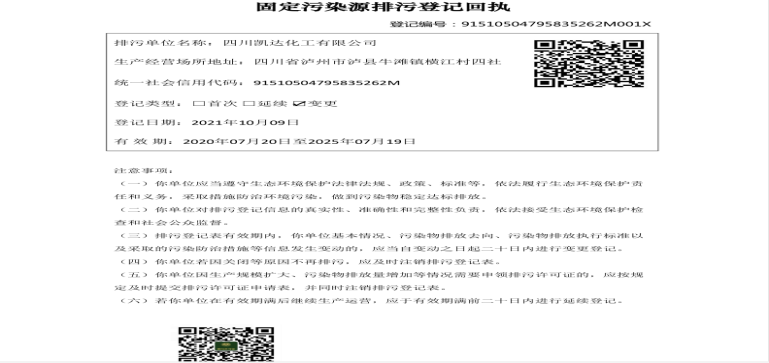 固定污染源排污登记回执
登记编号：91510504795835262M001X
排污单位名称：四川凯达化工有限公司
生产经营场所地址：四川省泸州市泸县牛滩镇横江村四社
统一社会信用代码：91510504795835262M
登记类型：□首次 □延续 ☑变更
登记日期：2021年10月09日
有 效 期：2020年07月20日至2025年07月19日
注意事项：
（一）你单位应当遵守生态环境保护法律法规、政策、标准等，依法履行生态环境保护责
任和义务，采取措施防治环境污染，做到污染物稳定达标排放。
（二）你单位对排污登记信息的真实性、准确性和完整性负责，依法接受生态环境保护检
查和社会公众监督。
（三）排污登记表有效期内，你单位基本情况、污染物排放去向、污染物排放执行标准以
及采取的污染防治措施等信息发生变动的，应当自变动之日起二十日内进行变更登记。
（四）你单位若因关闭等原因不再排污，应及时注销排污登记表。
（五）你单位因生产规模扩大、污染物排放量增加等情况需要申领排污许可证的，应按规
定及时提交排污许可证申请表，并同时注销排污登记表。
（六）若你单位在有效期满后继续生产运营，应于有效期满前二十日内进行延续登记。